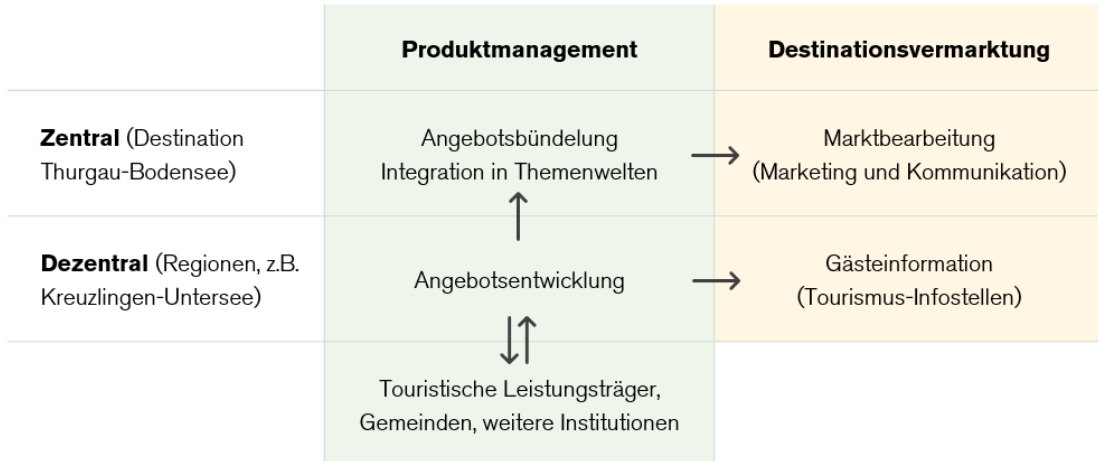 Produktmanagement
Destinationsvermarktung
Zentral (Destination
Thurgau-Bodensee)
Angebotsbündelung
Integration in Themenwelten
Marktbearbeitung
(Marketing und Kommunikation)
Dezentral (Regionen, z.B.
Kreuzlingen-Untersee)
Angebotsentwicklung
Gästeinformation
(Tourismus-Infostellen)
Touristische Leistungsträger,
Gemeinden, weitere Institutionen